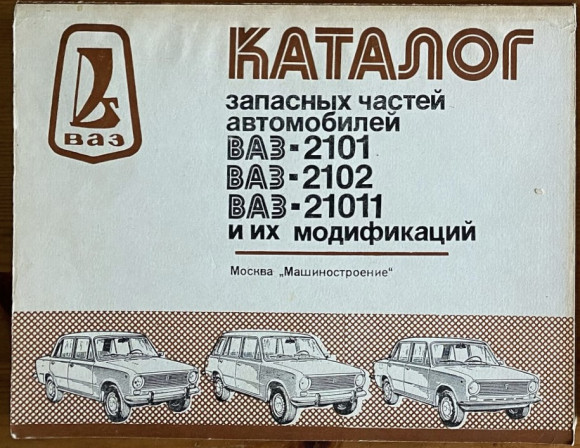 ВАЗ
КАТАЛОГ
запасных частей
автомобилей
ВАЗ-2101
ВАЗ-2102
ВАЗ-21011
и их модификаций
Москва „Машиностроение“